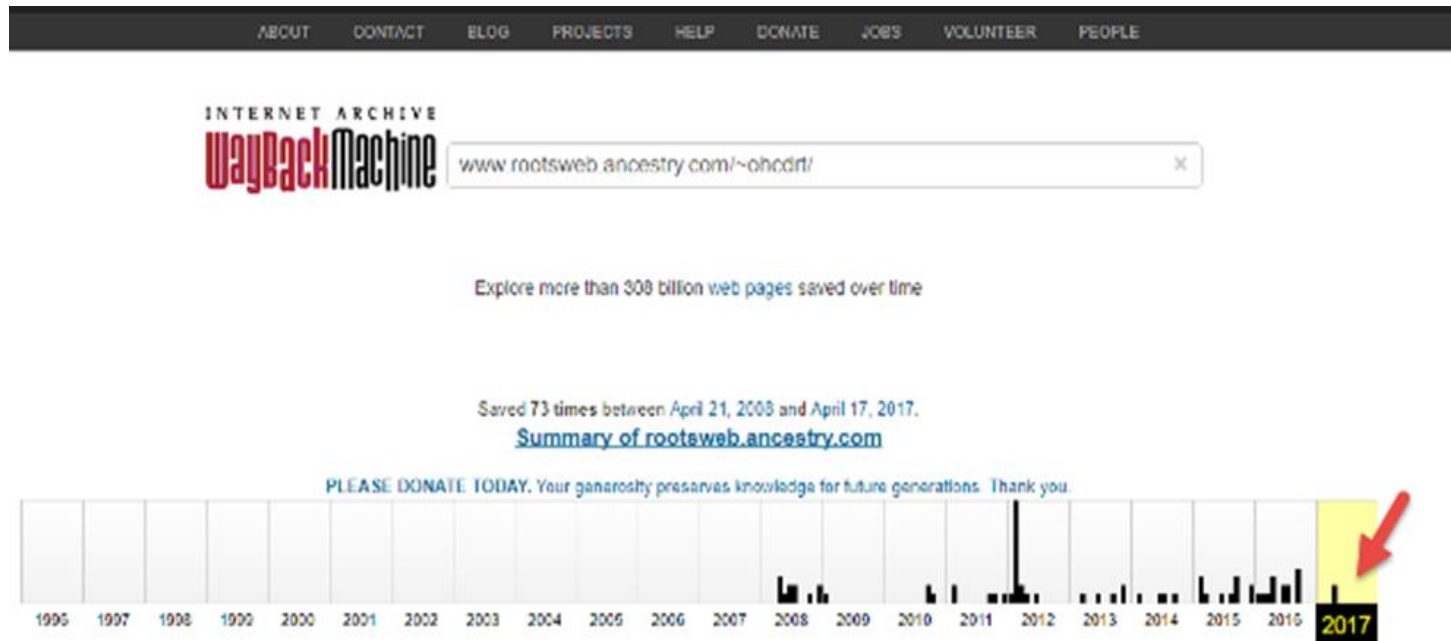 ABOUT CONTACT BLOG PROJECTS HELP DONATE JOBS VOLUNTEER PEOPLE
INTERNET ARCHIVE
WayBackMachine
www.rootsweb.ancestry.com/~ohcdrt/ ×
Explore more than 308 billion web pages saved over time
Saved 73 times between April 21, 2008 and April 17, 2017.
Summary of rootsweb.ancestry.com
PLEASE DONATE TODAY. Your generosity preserves knowledge for future generations. Thank you.
1996 1997 1998 1999 2000 2001 2002 2003 2004 2005 2006 2007 2008 2009 2010 2011 2012 2013 2014 2015 2016 2017